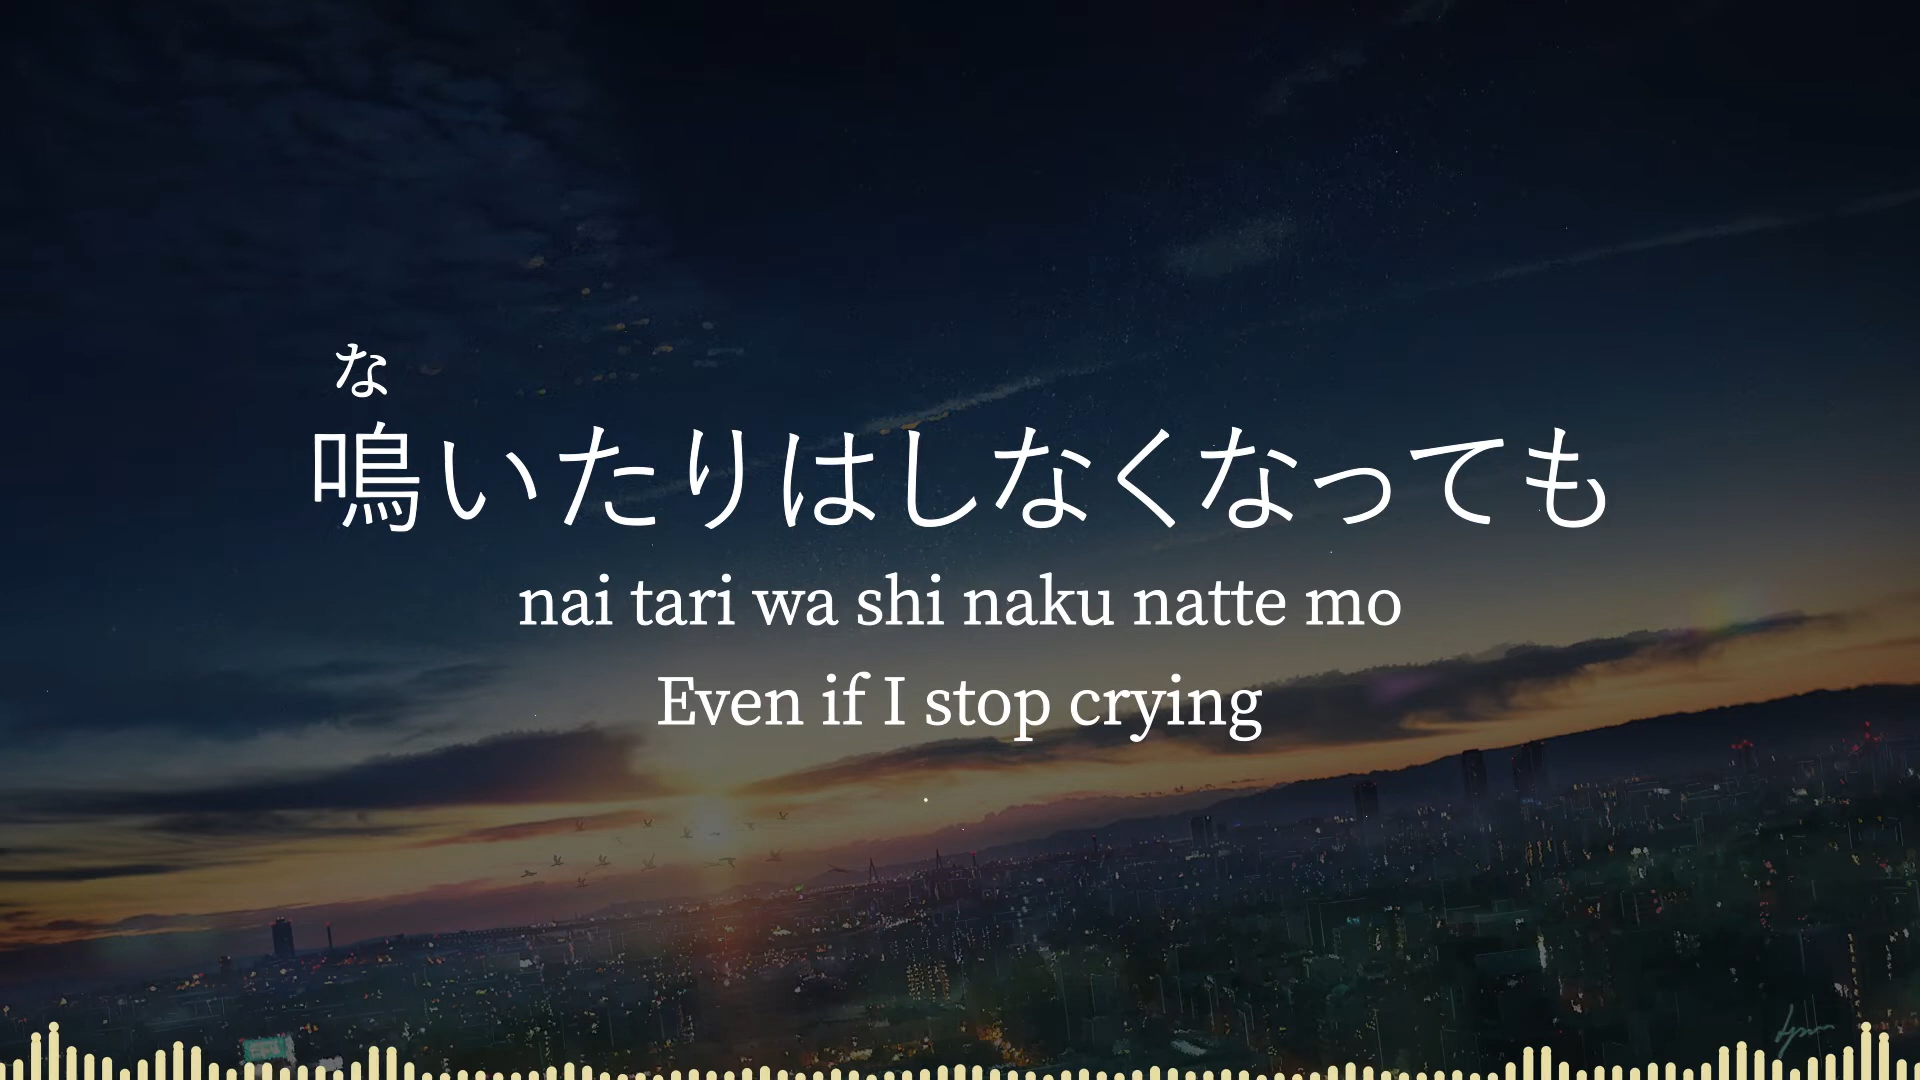 な
鳴いたりはしなくなっても
nai tari wa shi naku natte mo
Even if I stop crying